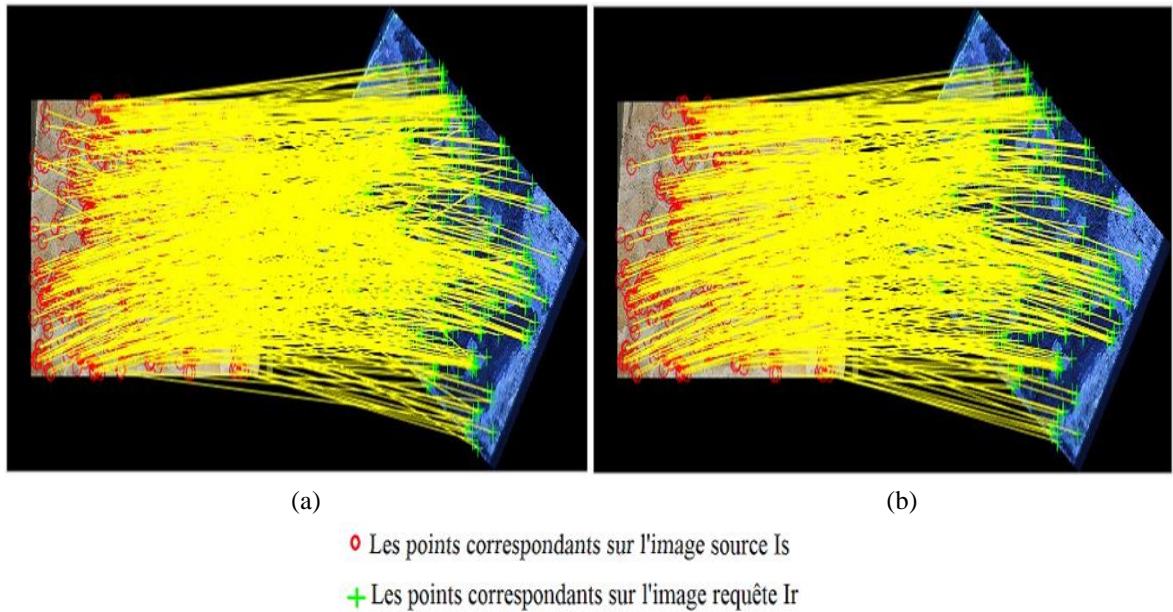 (a) (b)
Les points correspondants sur l'image source Is
Les points correspondants sur l'image requête Ir